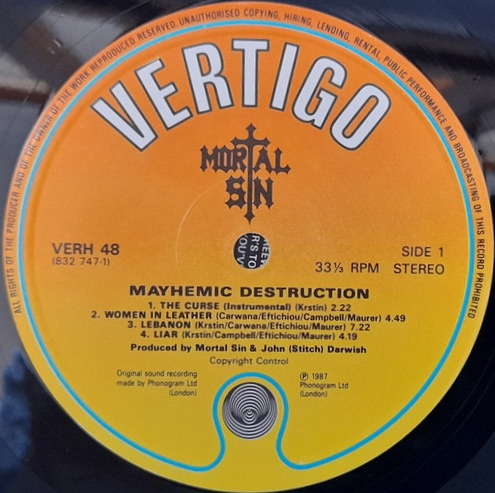 ALL RIGHTS OF THE PRODUCER AND OF THE OWNER OF THE WORK REPRODUCED RESERVED. UNAUTHORISED COPYING, HIRING, LENDING, RENTAL, PUBLIC PERFORMANCE AND BROADCASTING OF THIS RECORD PROHIBITED
VERTIGO
MORTAL
SIN
VERH 48
(832 747-1)
SIDE 1
33⅓ RPM STEREO
MAYHEMIC DESTRUCTION
1. THE CURSE (Instrumental) (Krstin) 2.22
2. WOMEN IN LEATHER (Carwana/Eftichiou/Campbell/Maurer) 4.49
3. LEBANON (Krstin/Carwana/Eftichiou/Maurer) 7.22
4. LIAR (Krstin/Campbell/Eftichiou/Maurer) 4.19
Produced by Mortal Sin & John (Stitch) Darwish
Copyright Control
Original sound recording
made by Phonogram Ltd
(London)
℗ 1987
Phonogram Ltd
(London)